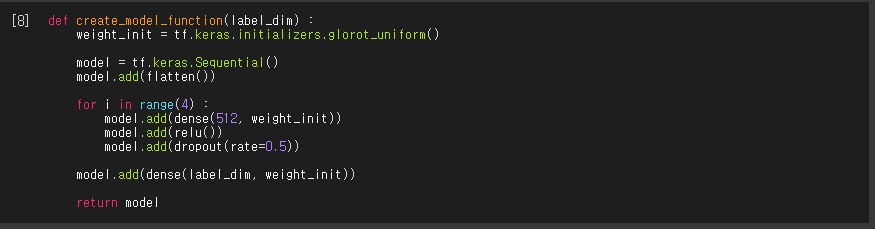 [8] def create_model_function(label_dim) :
weight_init = tf.keras.initializers.glorot_uniform()
model = tf.keras.Sequential()
model.add(flatten())
for i in range(4) :
model.add(dense(512, weight_init))
model.add(relu())
model.add(dropout(rate=0.5))
model.add(dense(label_dim, weight_init))
return model